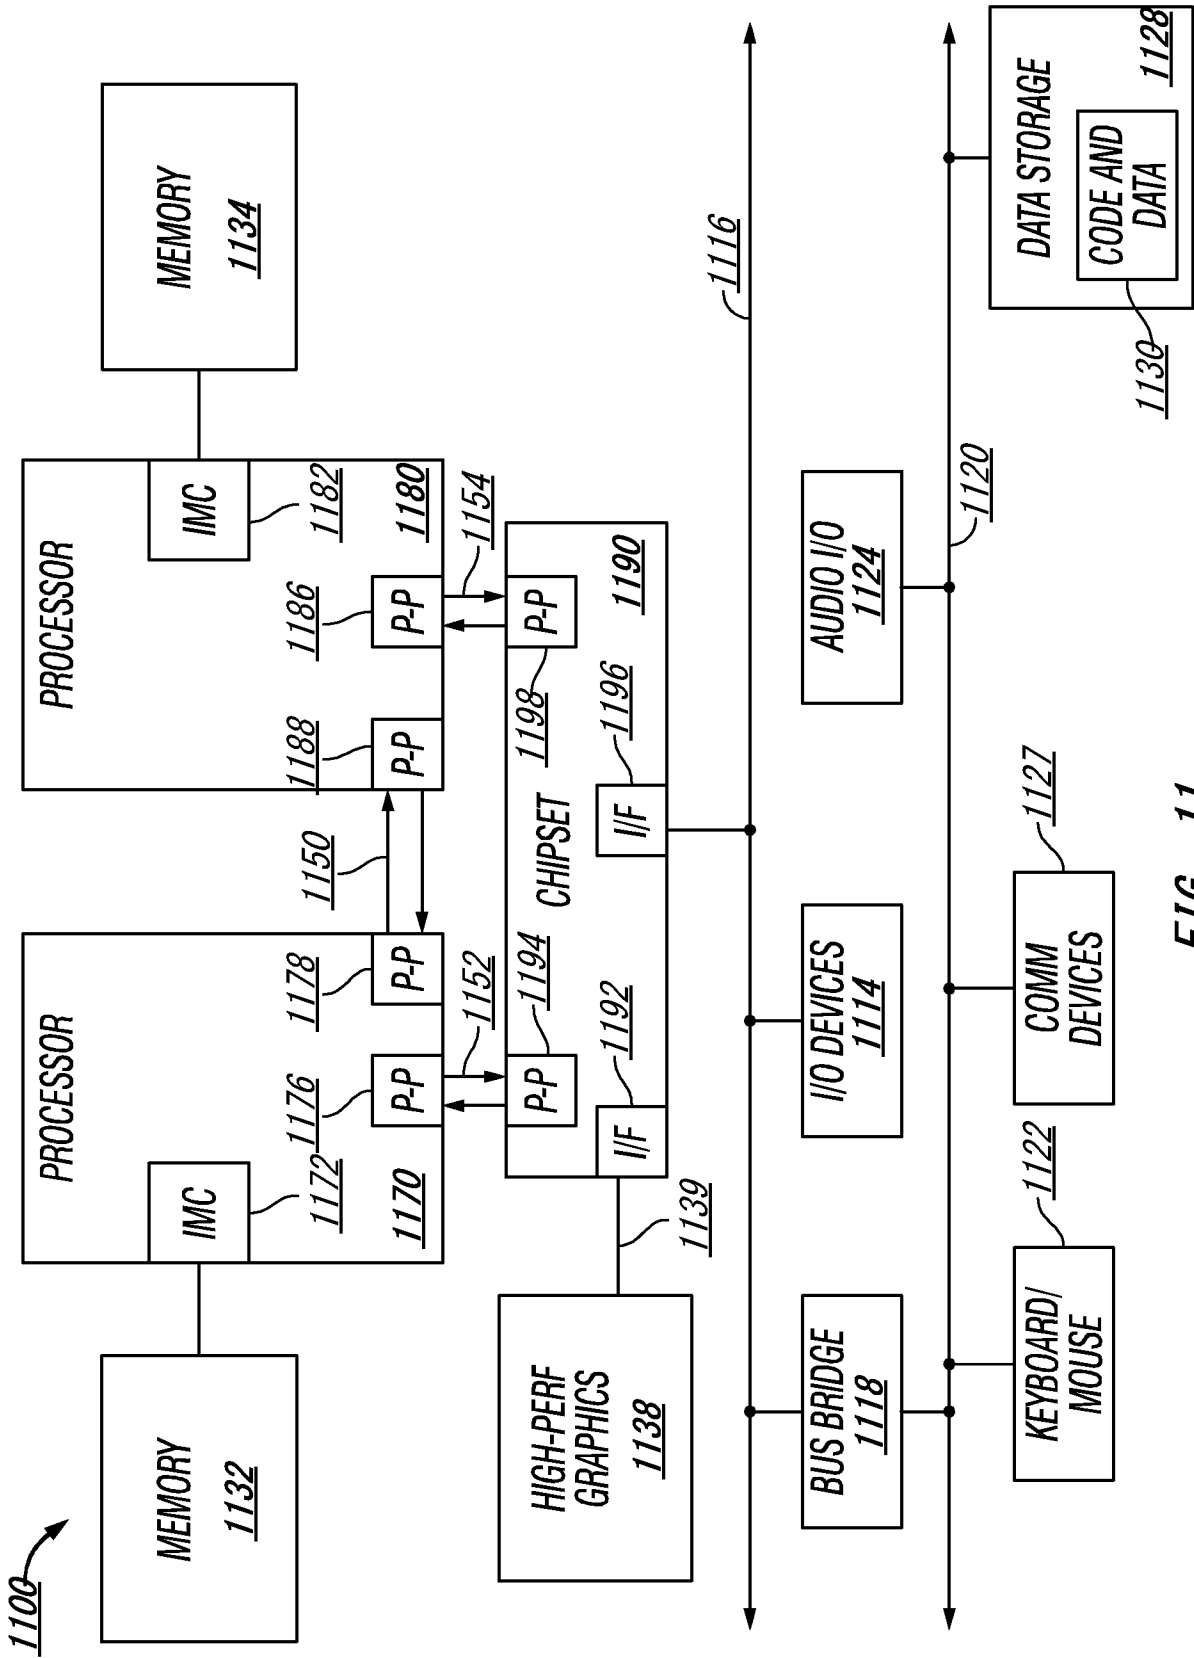 1100
MEMORY
1132
PROCESSOR
IMC
1172
1170
1176
P-P
1178
P-P
1150
PROCESSOR
1188
P-P
1186
P-P
IMC
1182
1180
MEMORY
1134
1152
1154
HIGH-PERF
GRAPHICS
1138
1139
P-P
1194
I/F
1192
CHIPSET
P-P
1198
I/F
1196
1190
1116
BUS BRIDGE
1118
I/O DEVICES
1114
AUDIO I/O
1124
1120
KEYBOARD/
MOUSE
1122
COMM
DEVICES
1127
DATA STORAGE
CODE AND
DATA
1130
1128
FIG. 11